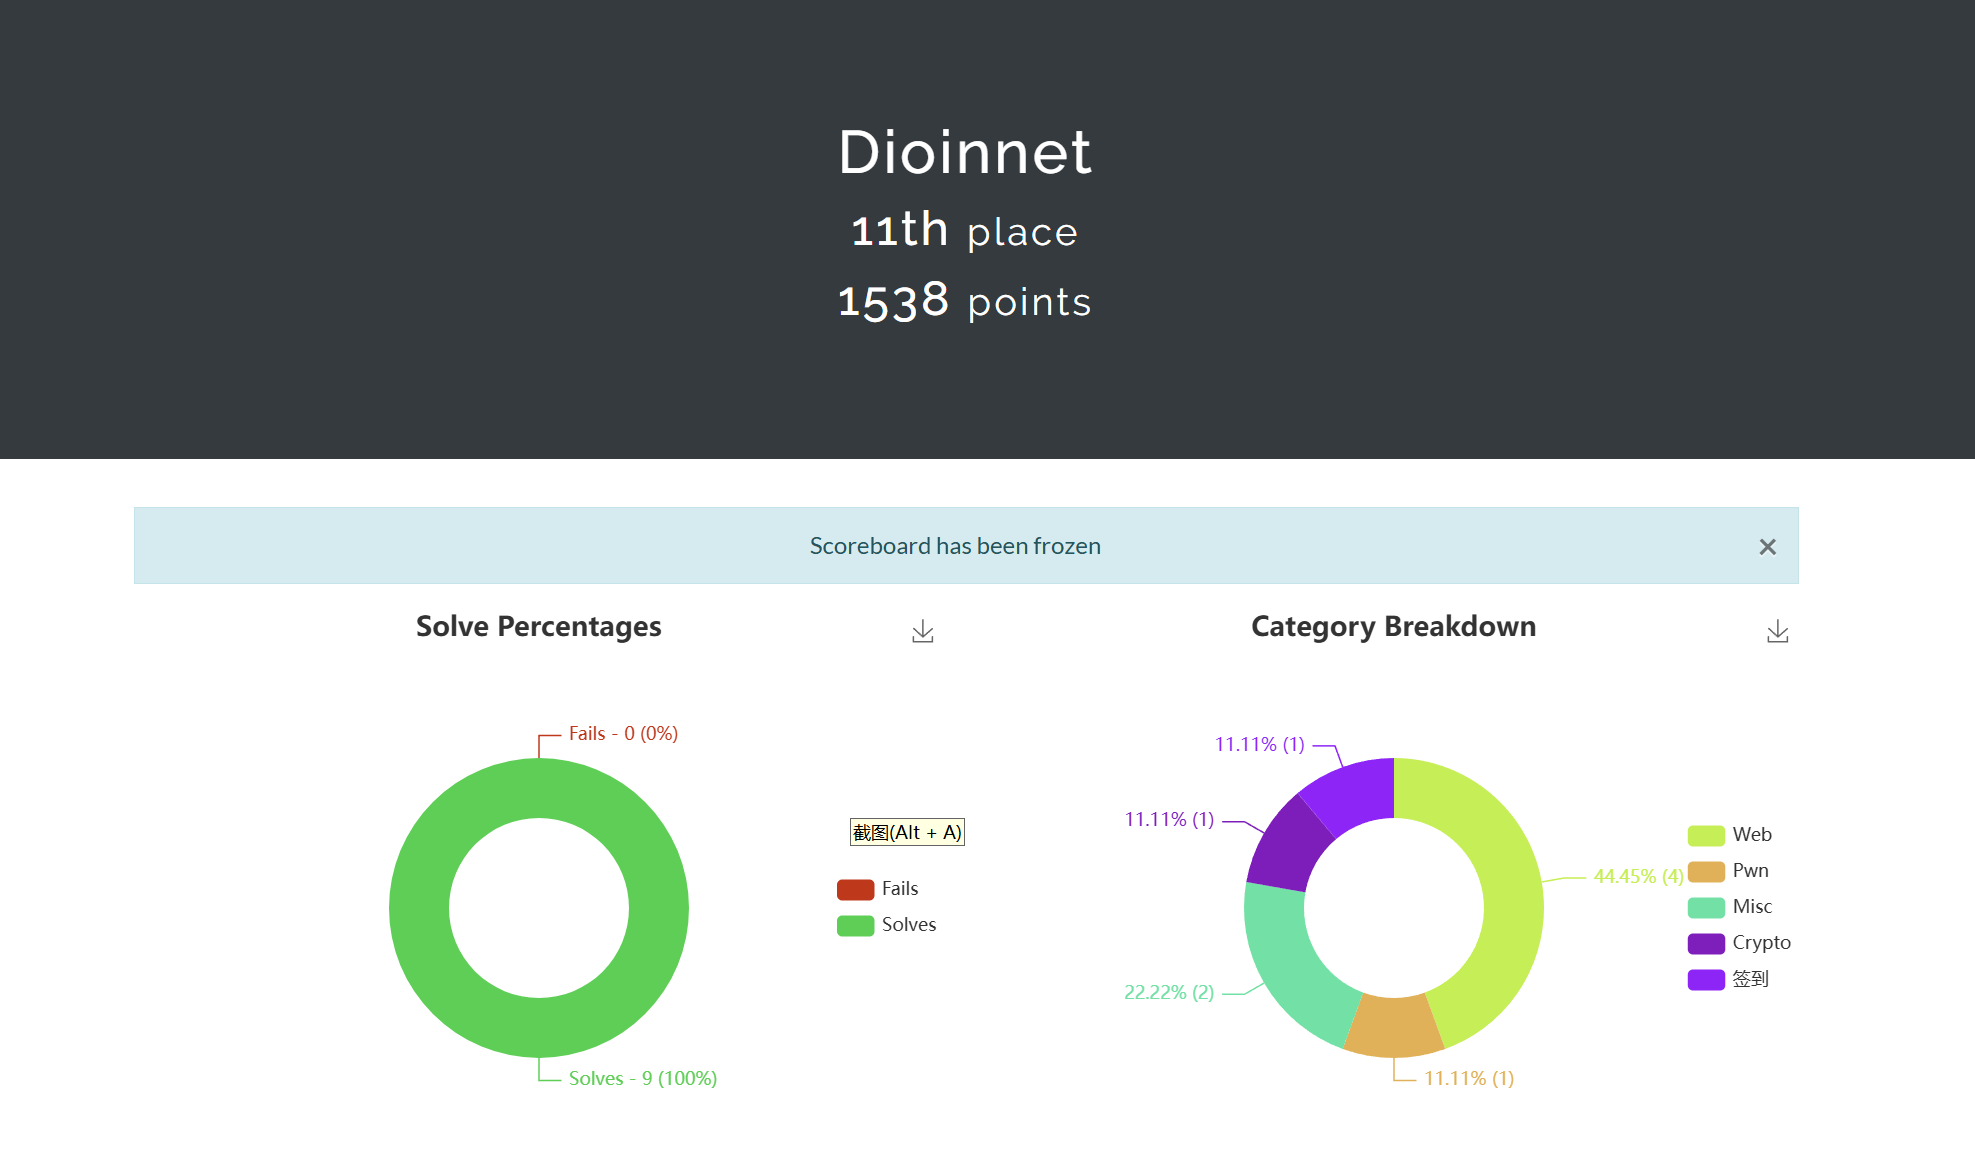 Dioinnet
11th place
1538 points
Scoreboard has been frozen
×
Solve Percentages
Fails - 0 (0%)
截图(Alt + A)
Fails
Solves
Solves - 9 (100%)
Category Breakdown
11.11% (1)
11.11% (1)
44.45% (4)
22.22% (2)
11.11% (1)
Web
Pwn
Misc
Crypto
签到